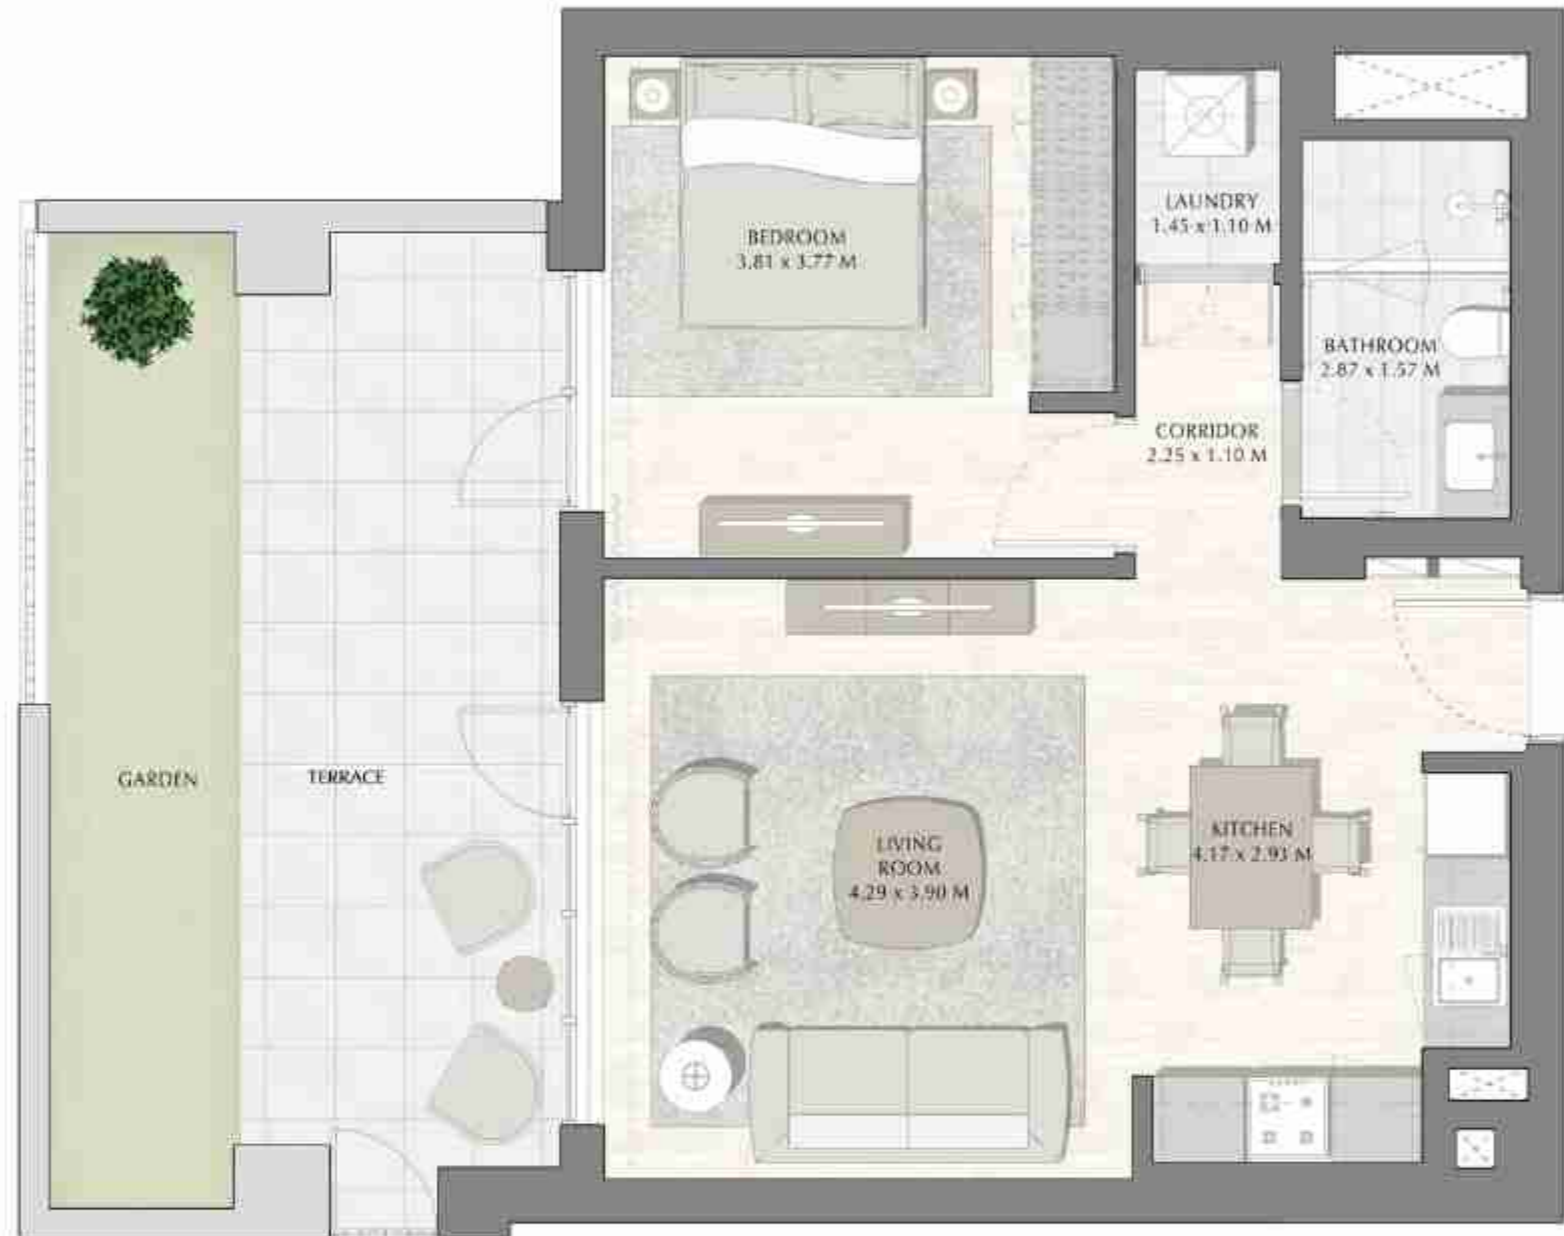 BEDROOM
3.81 x 3.77 M
LAUNDRY
1.45 x 1.10 M
BATHROOM
2.87 x 1.57 M
CORRIDOR
2.25 x 1.10 M
GARDEN
TERRACE
LIVING
ROOM
4.29 x 3.90 M
KITCHEN
4.17 x 2.93 M